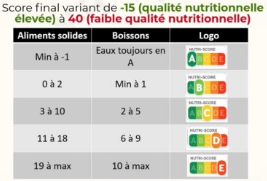 Score final variant de -15 (qualité nutritionnelle
élevée) à 40 (faible qualité nutritionnelle)
Aliments solides Boissons Logo
Min à -1 Eaux toujours en A NUTRI-SCORE A B C D E
0 à 2 Min à 1 NUTRI-SCORE A B C D E
3 à 10 2 à 5 NUTRI-SCORE A B C D E
11 à 18 6 à 9 NUTRI-SCORE A B C D E
19 à max 10 à max NUTRI-SCORE A B C D E